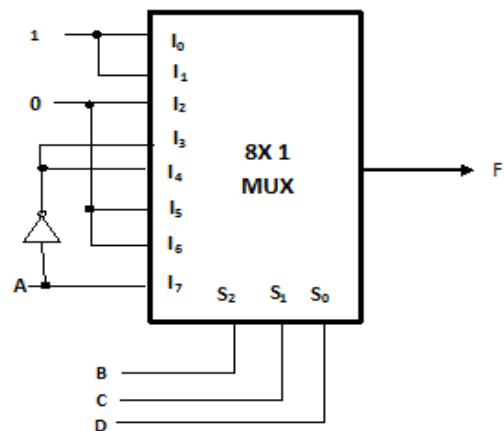 1
I₀
I₁
0
I₂
I₃
8X 1
MUX
I₄
F
I₅
I₆
A
I₇
S₂
S₁
S₀
B
C
D